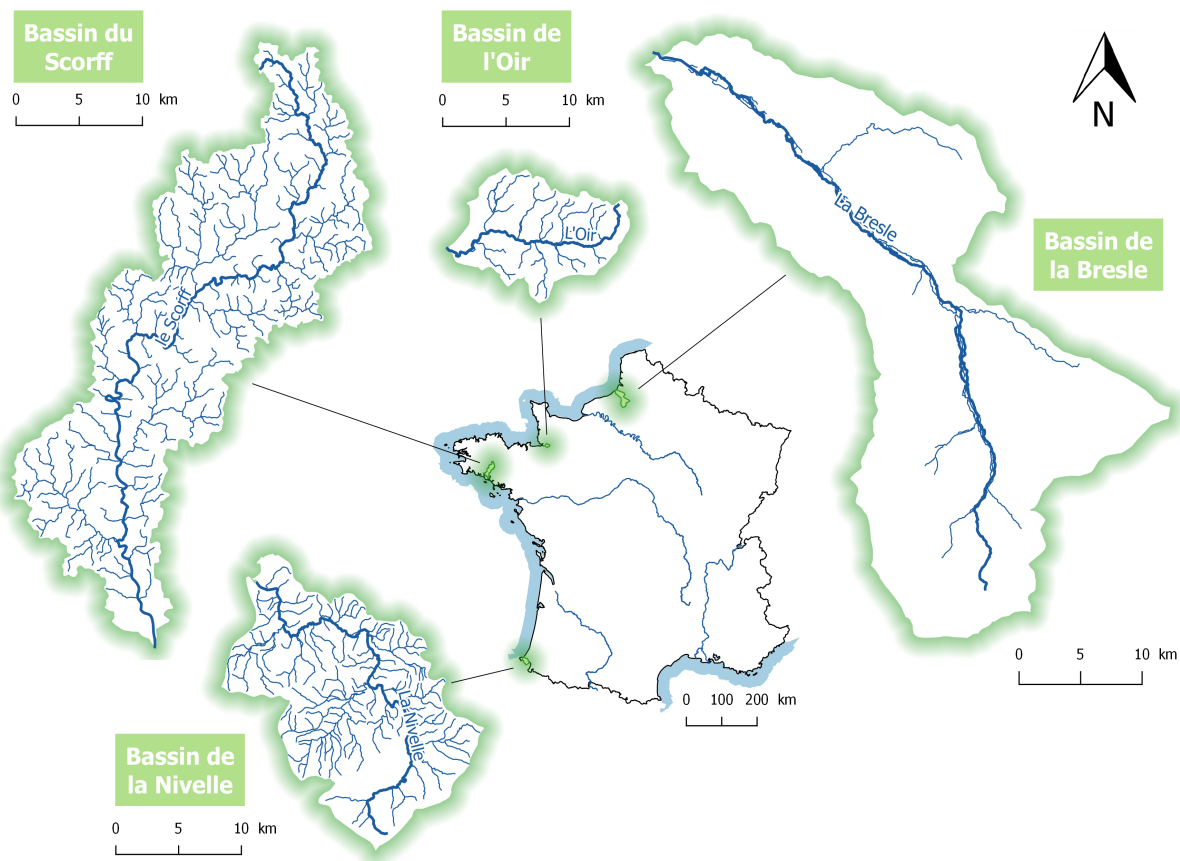 Bassin du
Scorff
0 5 10 km
Bassin de
l'Oir
0 5 10 km
N
La Bresle
L'Oir
Bassin de
la Bresle
le Scorff
0 5 10 km
0 100 200 km
la Nivelle
Bassin de
la Nivelle
0 5 10 km